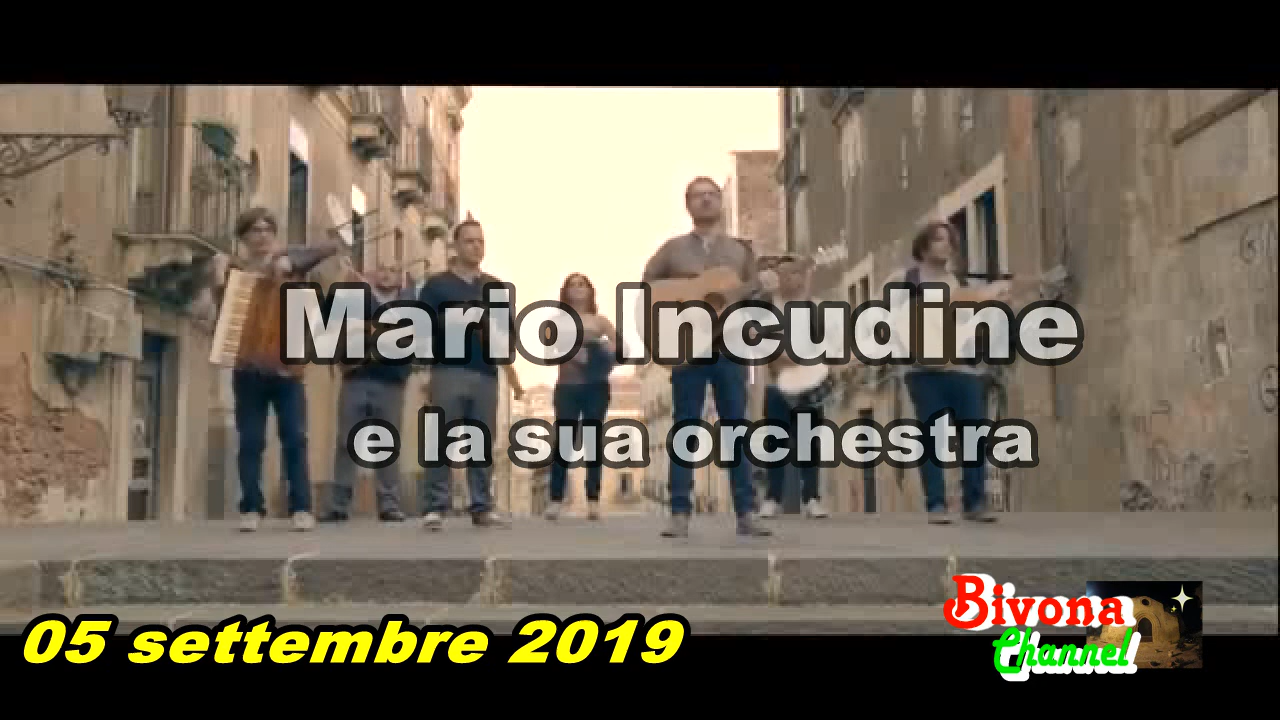 Mario Incudine
e la sua orchestra
05 settembre 2019
Bivona
Channel